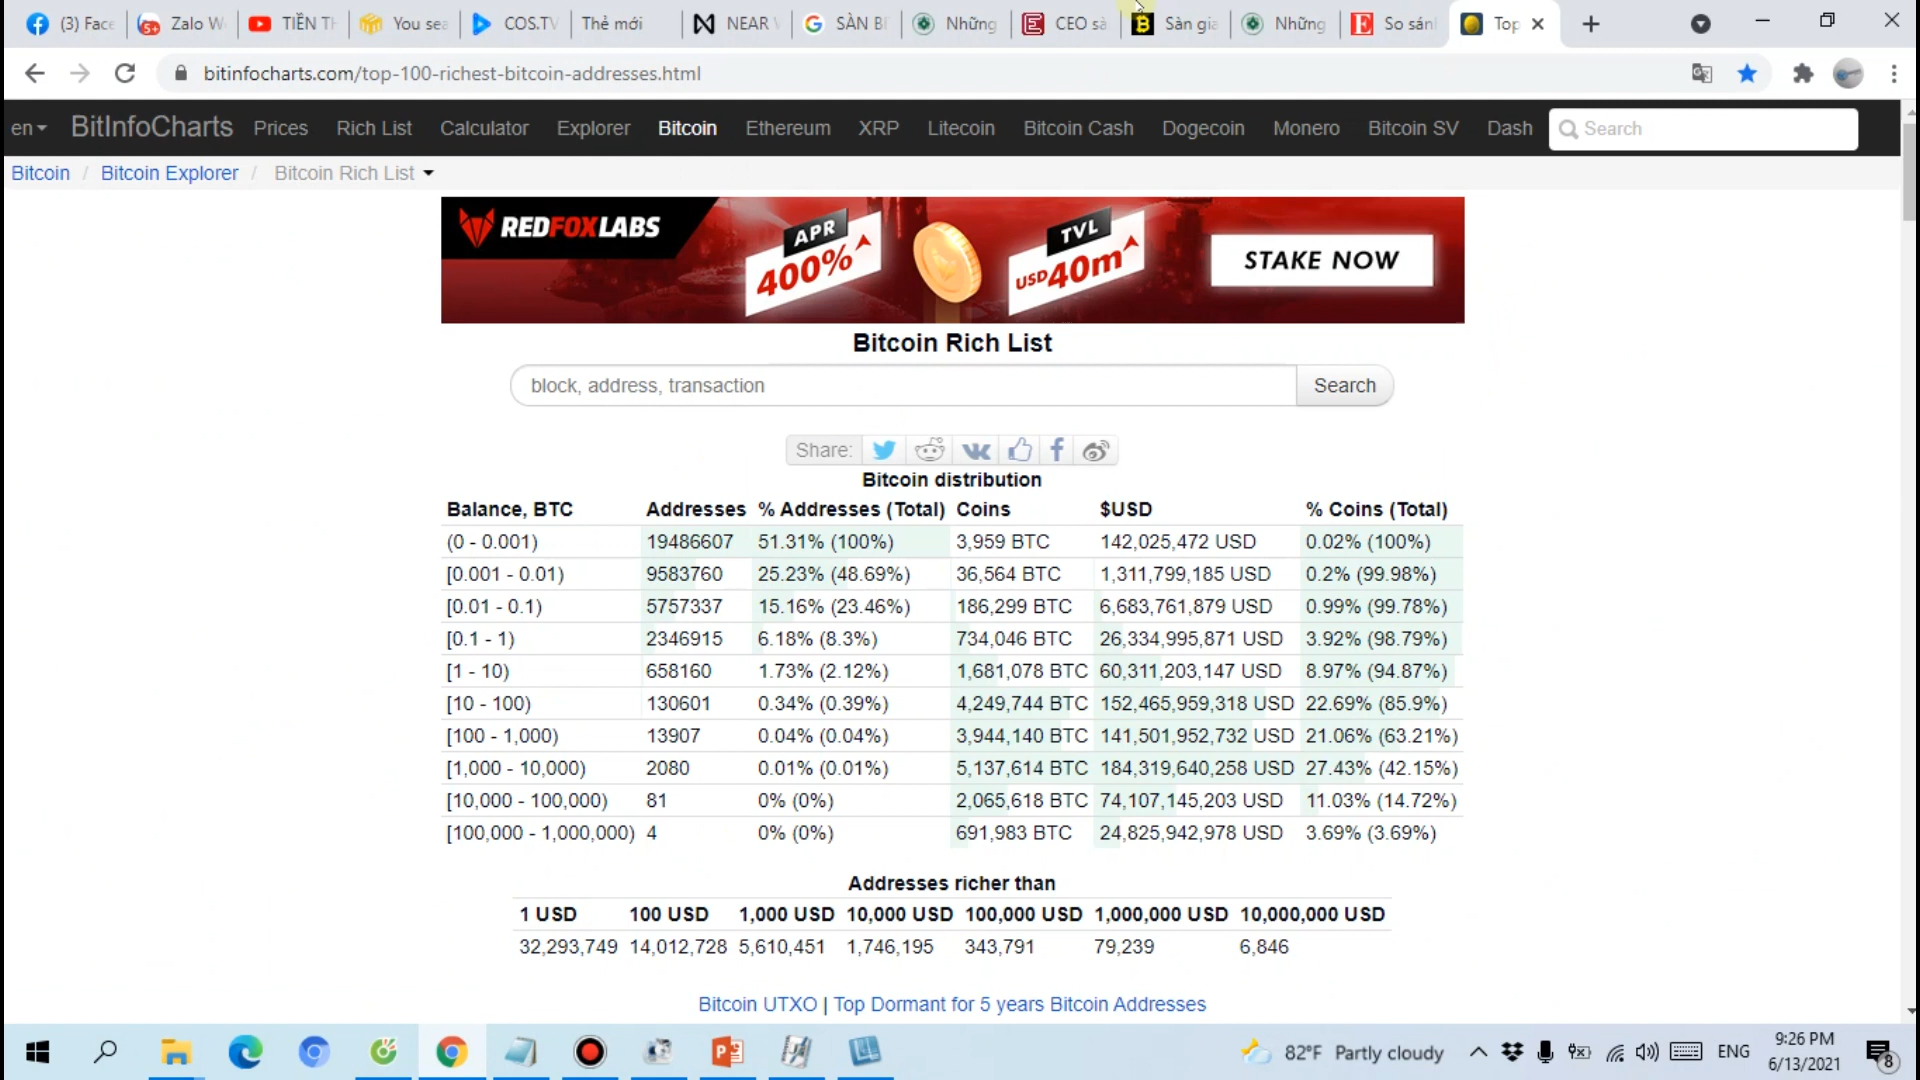 (3) Face Zalo W TIỀN TH You sea COS.TV Thẻ mới NEAR SÀN BI Những CEO sà Sàn gia Những So sánh Top
bitinfocharts.com/top-100-richest-bitcoin-addresses.html
en BitInfoCharts Prices Rich List Calculator Explorer Bitcoin Ethereum XRP Litecoin Bitcoin Cash Dogecoin Monero Bitcoin SV Dash Search
Bitcoin / Bitcoin Explorer / Bitcoin Rich List
REDFOXLABS APR 400% TVL USD40m STAKE NOW
Bitcoin Rich List
block, address, transaction Search
Share:
Bitcoin distribution
Balance, BTC Addresses % Addresses (Total) Coins $USD % Coins (Total)
(0 - 0.001) 19486607 51.31% (100%) 3,959 BTC 142,025,472 USD 0.02% (100%)
[0.001 - 0.01) 9583760 25.23% (48.69%) 36,564 BTC 1,311,799,185 USD 0.2% (99.98%)
[0.01 - 0.1) 5757337 15.16% (23.46%) 186,299 BTC 6,683,761,879 USD 0.99% (99.78%)
[0.1 - 1) 2346915 6.18% (8.3%) 734,046 BTC 26,334,995,871 USD 3.92% (98.79%)
[1 - 10) 658160 1.73% (2.12%) 1,681,078 BTC 60,311,203,147 USD 8.97% (94.87%)
[10 - 100) 130601 0.34% (0.39%) 4,249,744 BTC 152,465,959,318 USD 22.69% (85.9%)
[100 - 1,000) 13907 0.04% (0.04%) 3,944,140 BTC 141,501,952,732 USD 21.06% (63.21%)
[1,000 - 10,000) 2080 0.01% (0.01%) 5,137,614 BTC 184,319,640,258 USD 27.43% (42.15%)
[10,000 - 100,000) 81 0% (0%) 2,065,618 BTC 74,107,145,203 USD 11.03% (14.72%)
[100,000 - 1,000,000) 4 0% (0%) 691,983 BTC 24,825,942,978 USD 3.69% (3.69%)
Addresses richer than
1 USD 100 USD 1,000 USD 10,000 USD 100,000 USD 1,000,000 USD 10,000,000 USD
32,293,749 14,012,728 5,610,451 1,746,195 343,791 79,239 6,846
Bitcoin UTXO | Top Dormant for 5 years Bitcoin Addresses
82°F Partly cloudy ENG 9:26 PM
6/13/2021 8